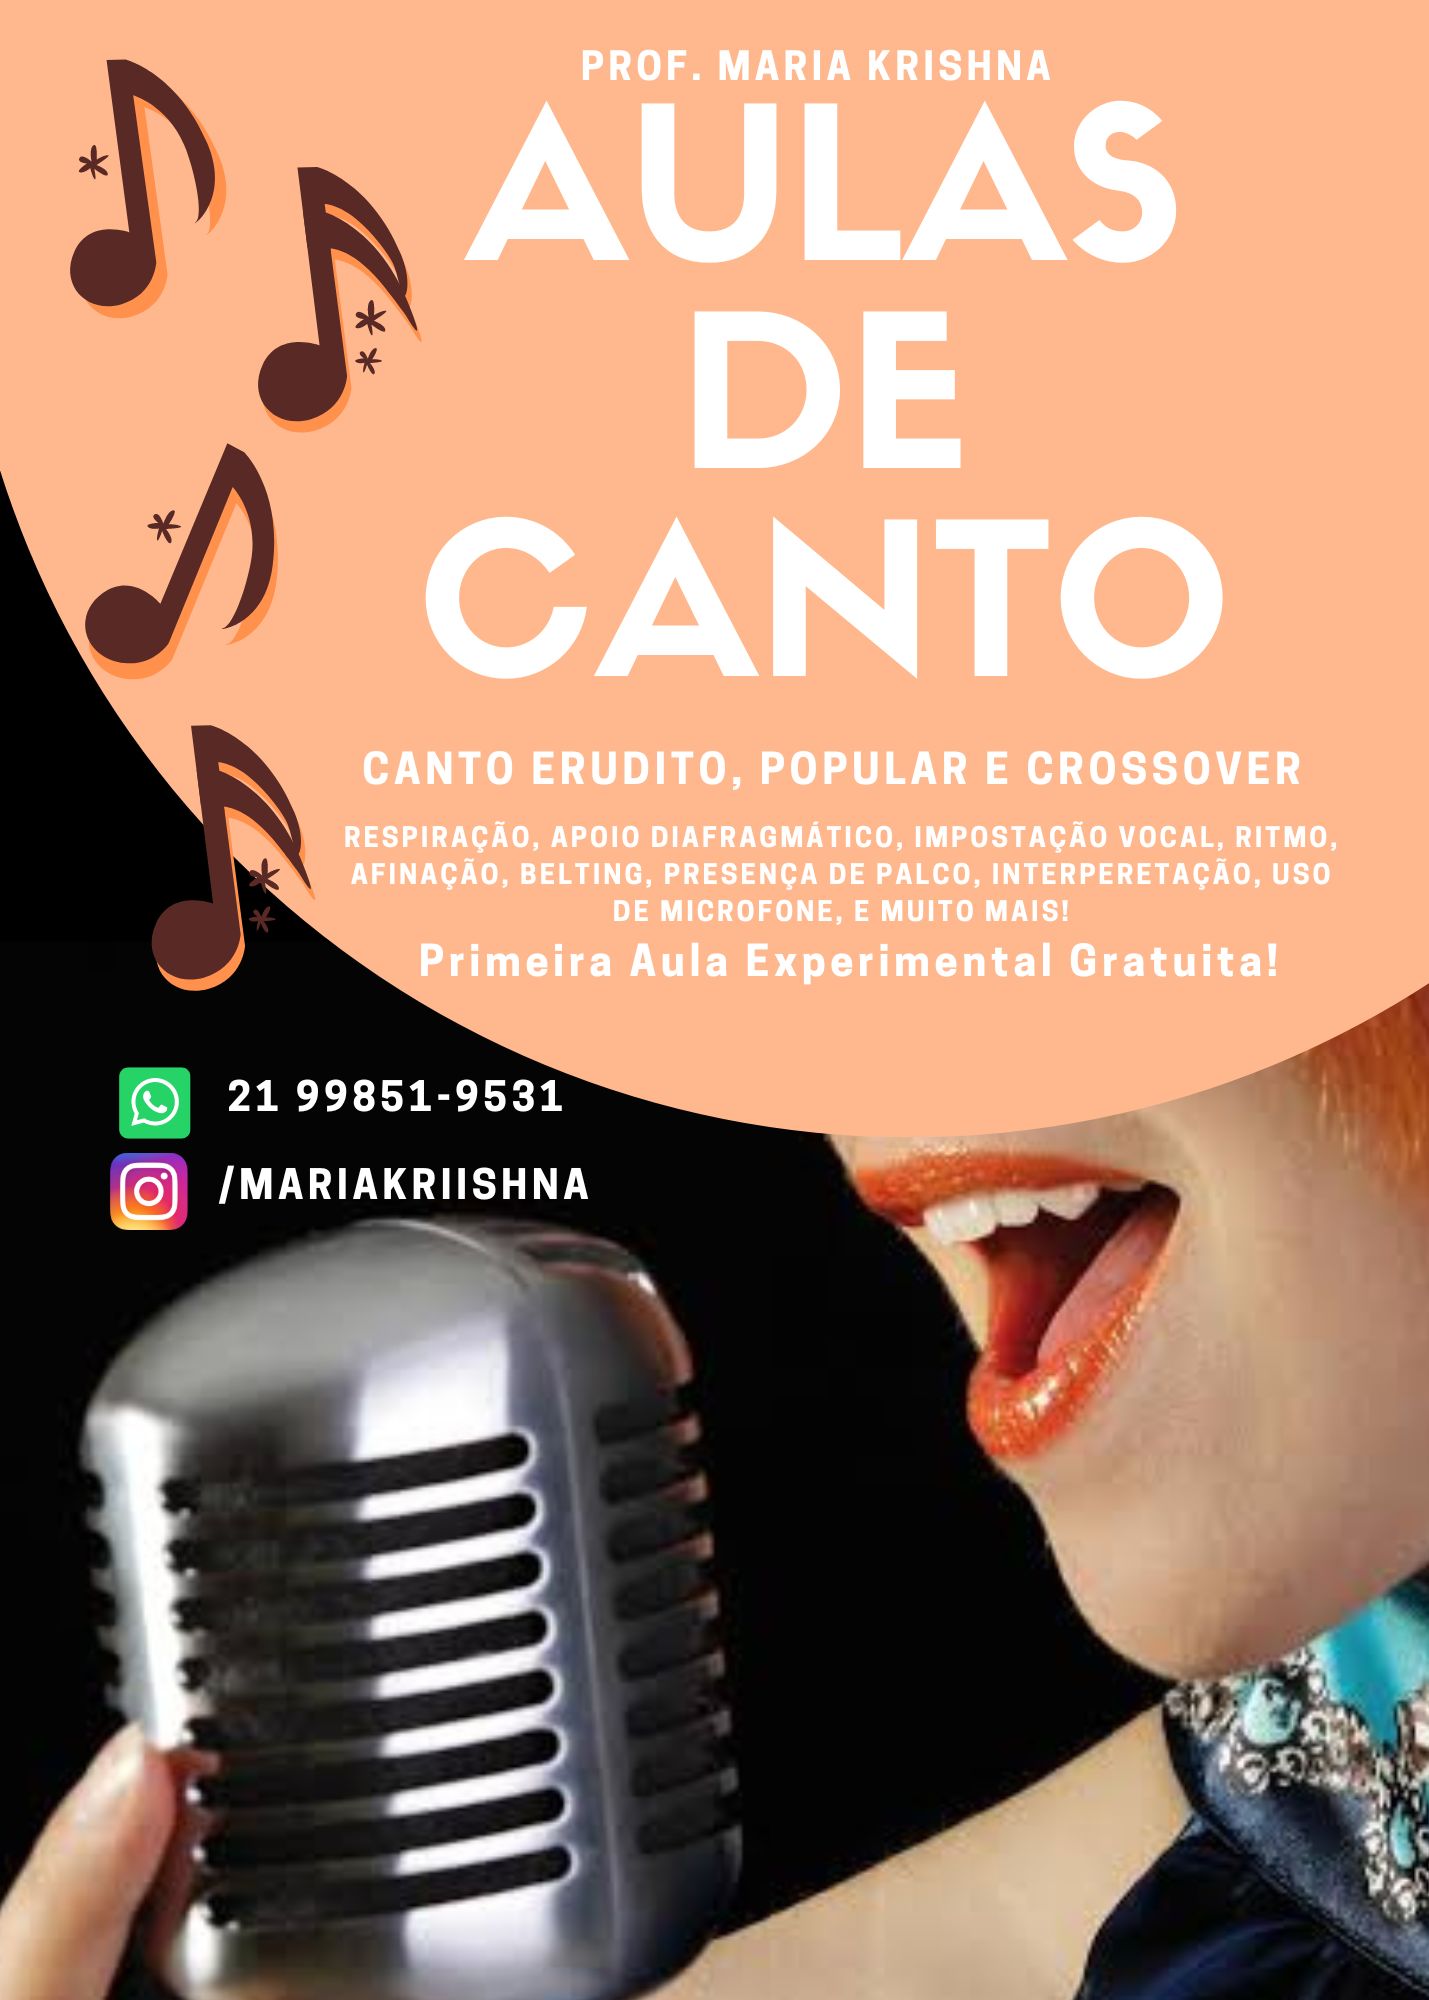 PROF. MARIA KRISHNA
AULAS
DE
CANTO
CANTO ERUDITO, POPULAR E CROSSOVER
RESPIRAÇÃO, APOIO DIAFRAGMÁTICO, IMPOSTAÇÃO VOCAL, RITMO,
AFINAÇÃO, BELTING, PRESENÇA DE PALCO, INTERPERETAÇÃO, USO
DE MICROFONE, E MUITO MAIS!
Primeira Aula Experimental Gratuita!
21 99851-9531
/MARIAKRIISHNA